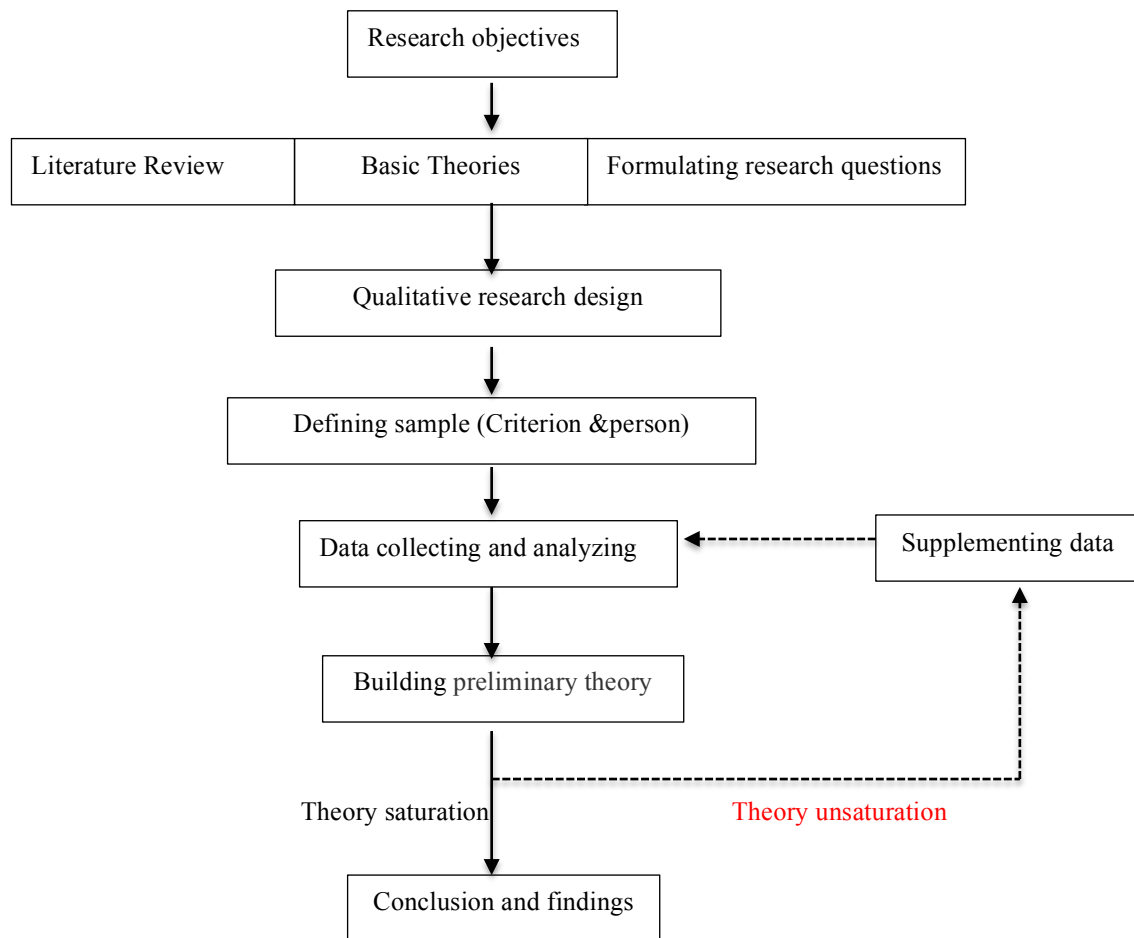 Research objectives
Literature Review
Basic Theories
Formulating research questions
Qualitative research design
Defining sample (Criterion &person)
Data collecting and analyzing
Supplementing data
Building preliminary theory
Theory saturation
Theory unsaturation
Conclusion and findings